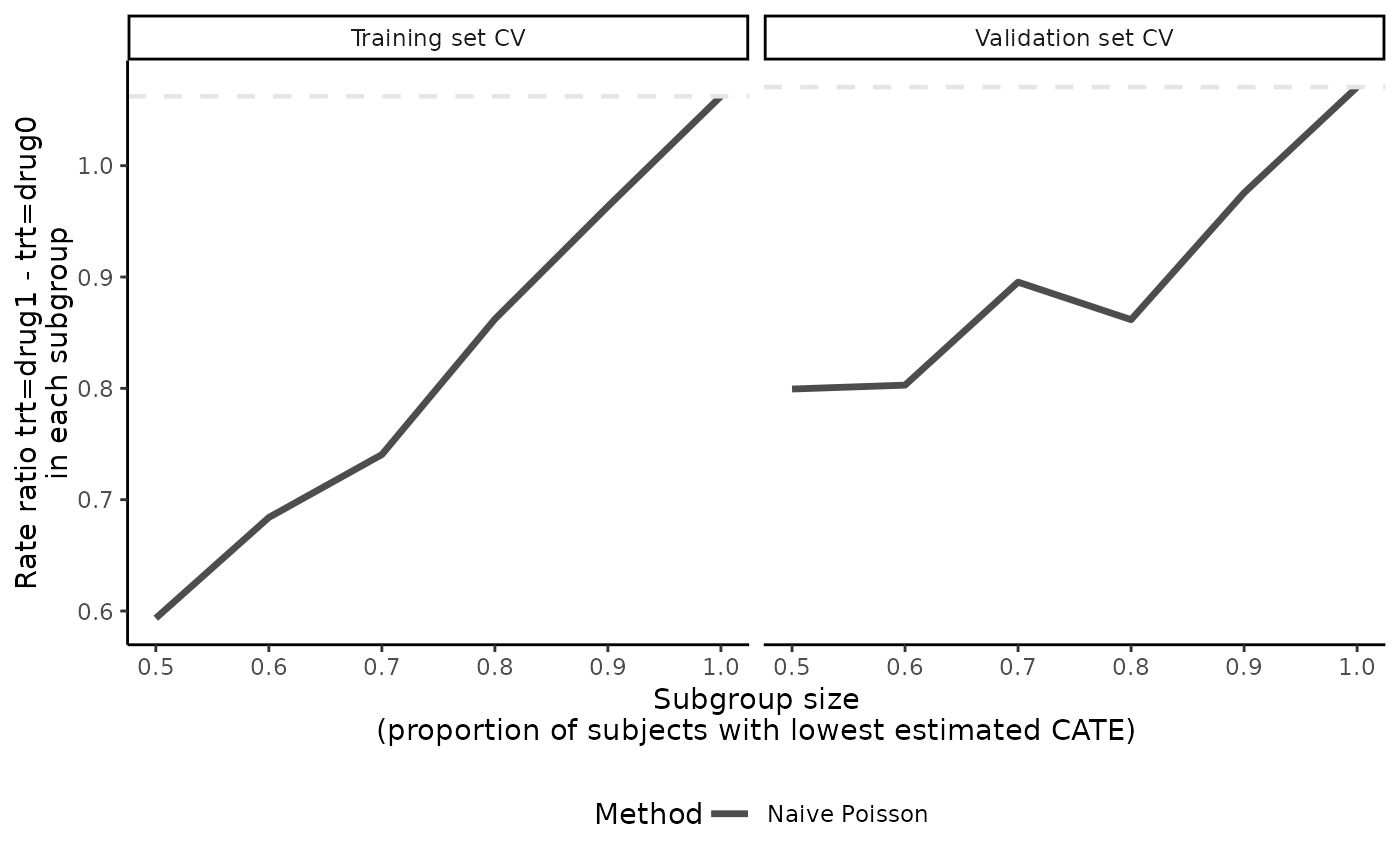 Training set CV
Validation set CV
Rate ratio trt=drug1 - trt=drug0
in each subgroup
1.0
0.9
0.8
0.7
0.6
0.5 0.6 0.7 0.8 0.9 1.0
0.5 0.6 0.7 0.8 0.9 1.0
Subgroup size
(proportion of subjects with lowest estimated CATE)
Method Naive Poisson